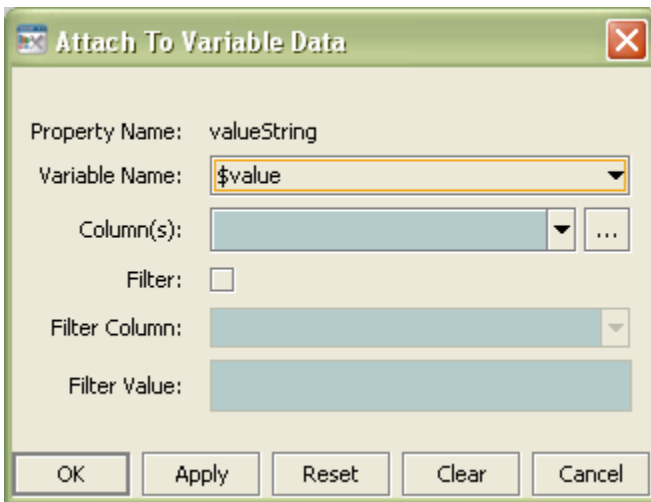 Attach To Variable Data
Property Name: valueString
Variable Name: $value
Column(s): ...
Filter:
Filter Column:
Filter Value:
OK Apply Reset Clear Cancel